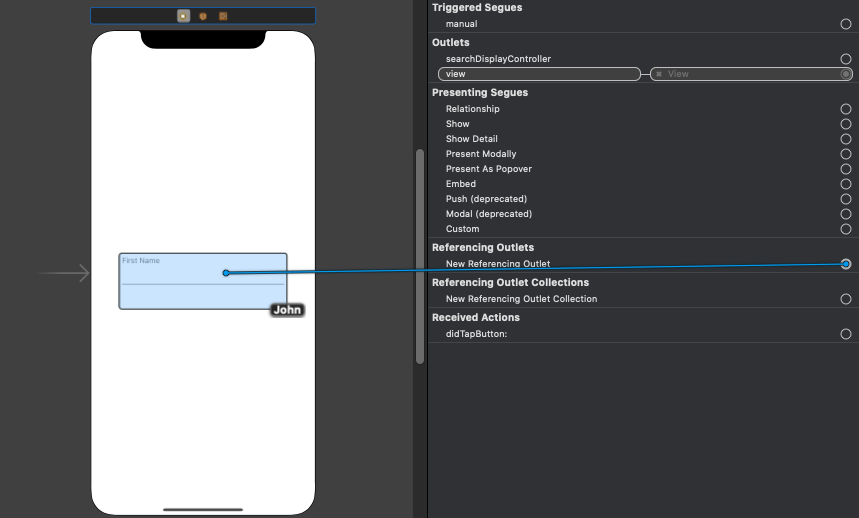 First Name
John
Triggered Segues
manual
Outlets
searchDisplayController
view
View
Presenting Segues
Relationship
Show
Show Detail
Present Modally
Present As Popover
Embed
Push (deprecated)
Modal (deprecated)
Custom
Referencing Outlets
New Referencing Outlet
Referencing Outlet Collections
New Referencing Outlet Collection
Received Actions
didTapButton: